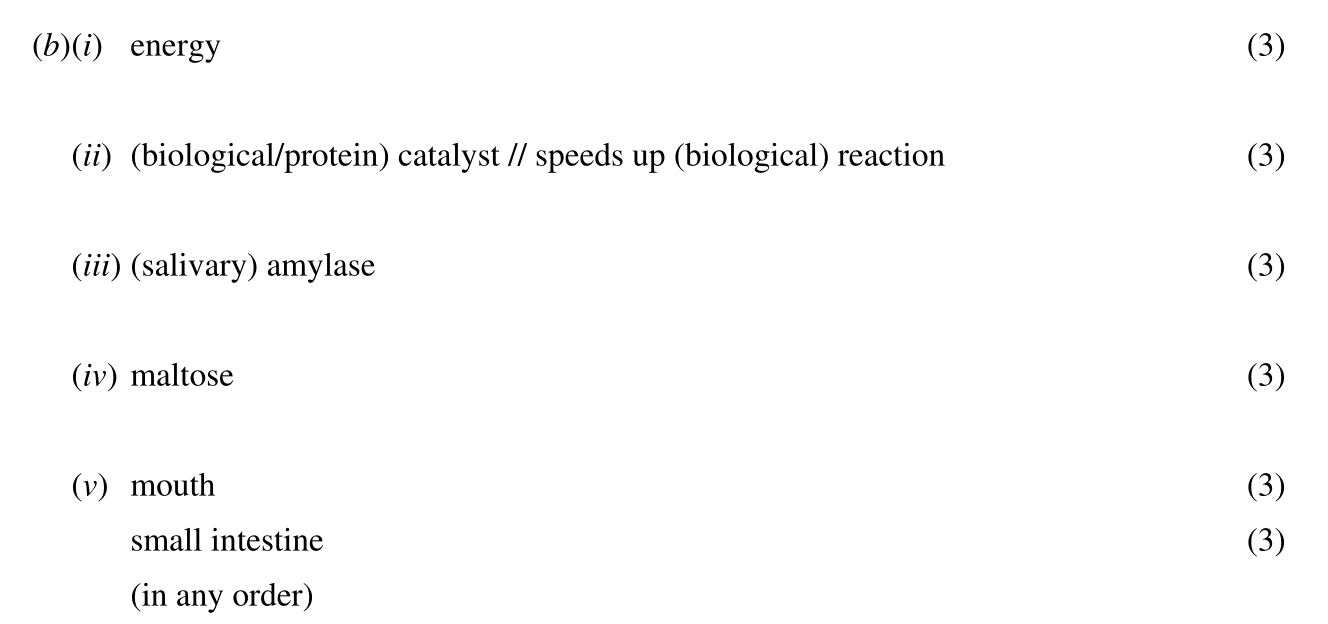 (b)(i) energy (3)
(ii) (biological/protein) catalyst // speeds up (biological) reaction (3)
(iii) (salivary) amylase (3)
(iv) maltose (3)
(v) mouth (3)
small intestine (3)
(in any order)